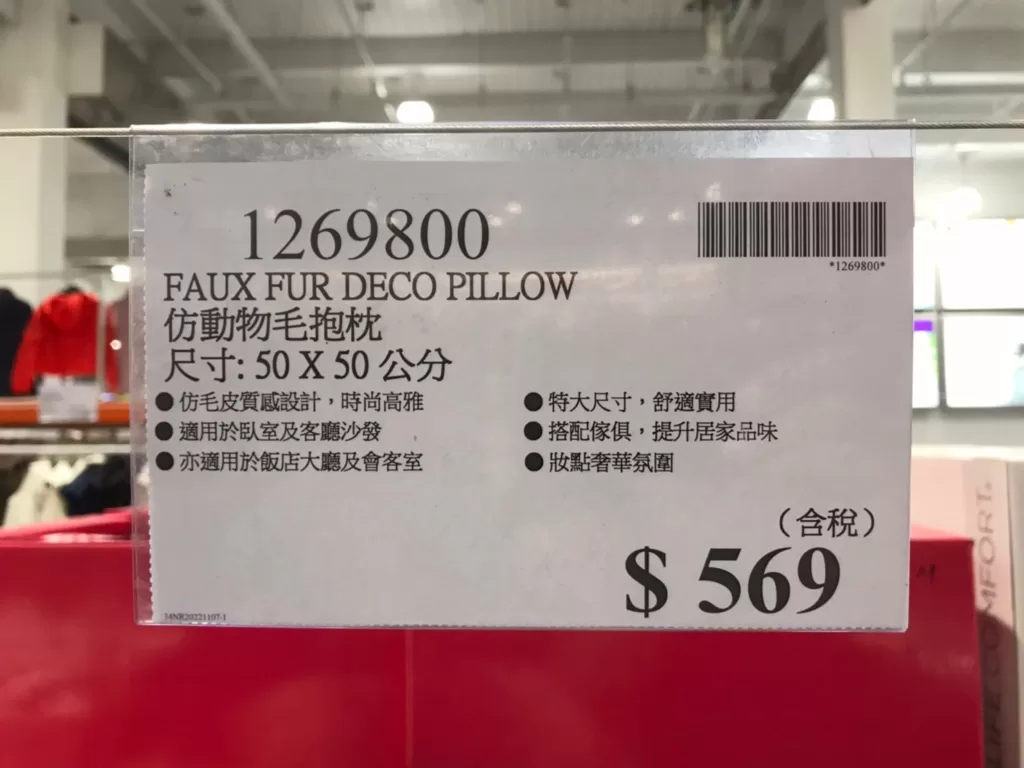 1269800
*1269800*
FAUX FUR DECO PILLOW
仿動物毛抱枕
尺寸: 50 X 50 公分
●仿毛皮質感設計，時尚高雅
●適用於臥室及客廳沙發
●亦適用於飯店大廳及會客室
●特大尺寸，舒適實用
●搭配傢俱，提升居家品味
●妝點奢華氛圍
（含稅）
$ 569
34NR20221107-1
LIFECOMFORT.